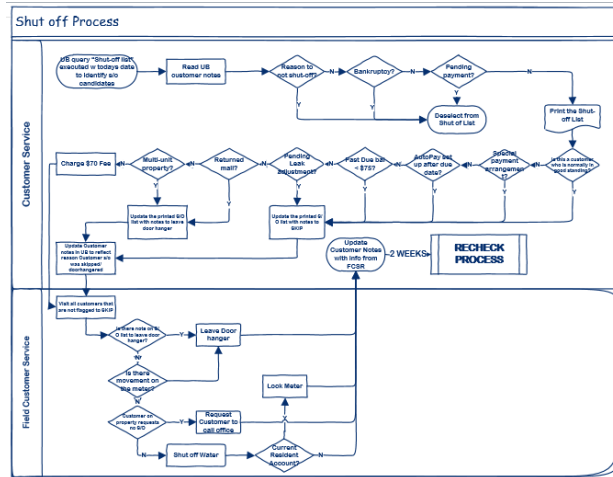 Shut off Process
Customer Service
UB query "Shut-off list"
executed w todays date
to Identify s/o
candidates
Read UB
customer notes
Reason to
not shut-off?
N
Bankruptcy?
N
Pending
payment?
N
Y
Y
Y
Deselect from
Shut of List
Print the Shut-
off List
Is this a customer
who is normally in
good standing?
N
Special
payment
arrangemen
t?
N
AutoPay set
up after due
date?
N
Past Due bal
< $75?
N
Pending
Leak
adjustment?
N
Returned
mail?
N
Multi-unit
property?
N
Charge $70 Fee
Y
Y
Y
Y
Y
Y
Y
Update the printed S/O
list with notes to leave
door hanger
Update the printed S/
O list with notes to
SKIP
Update Customer
notes in UB to reflect
reason Customer s/o
was skipped/
doorhangered
Update
Customer Notes
with info from
FCSR
2 WEEKS
RECHECK
PROCESS
Field Customer Service
Visit all customers that
are not flagged to SKIP
Is there note on S/
O list to leave door
hanger?
Y
Leave Door
hanger
N
Is there
movement on
the meter?
N
Customer on
property requests
no S/O
Y
Request
Customer to
call office
N
Shut off Water
Current
Resident
Account?
N
Y
Lock Meter